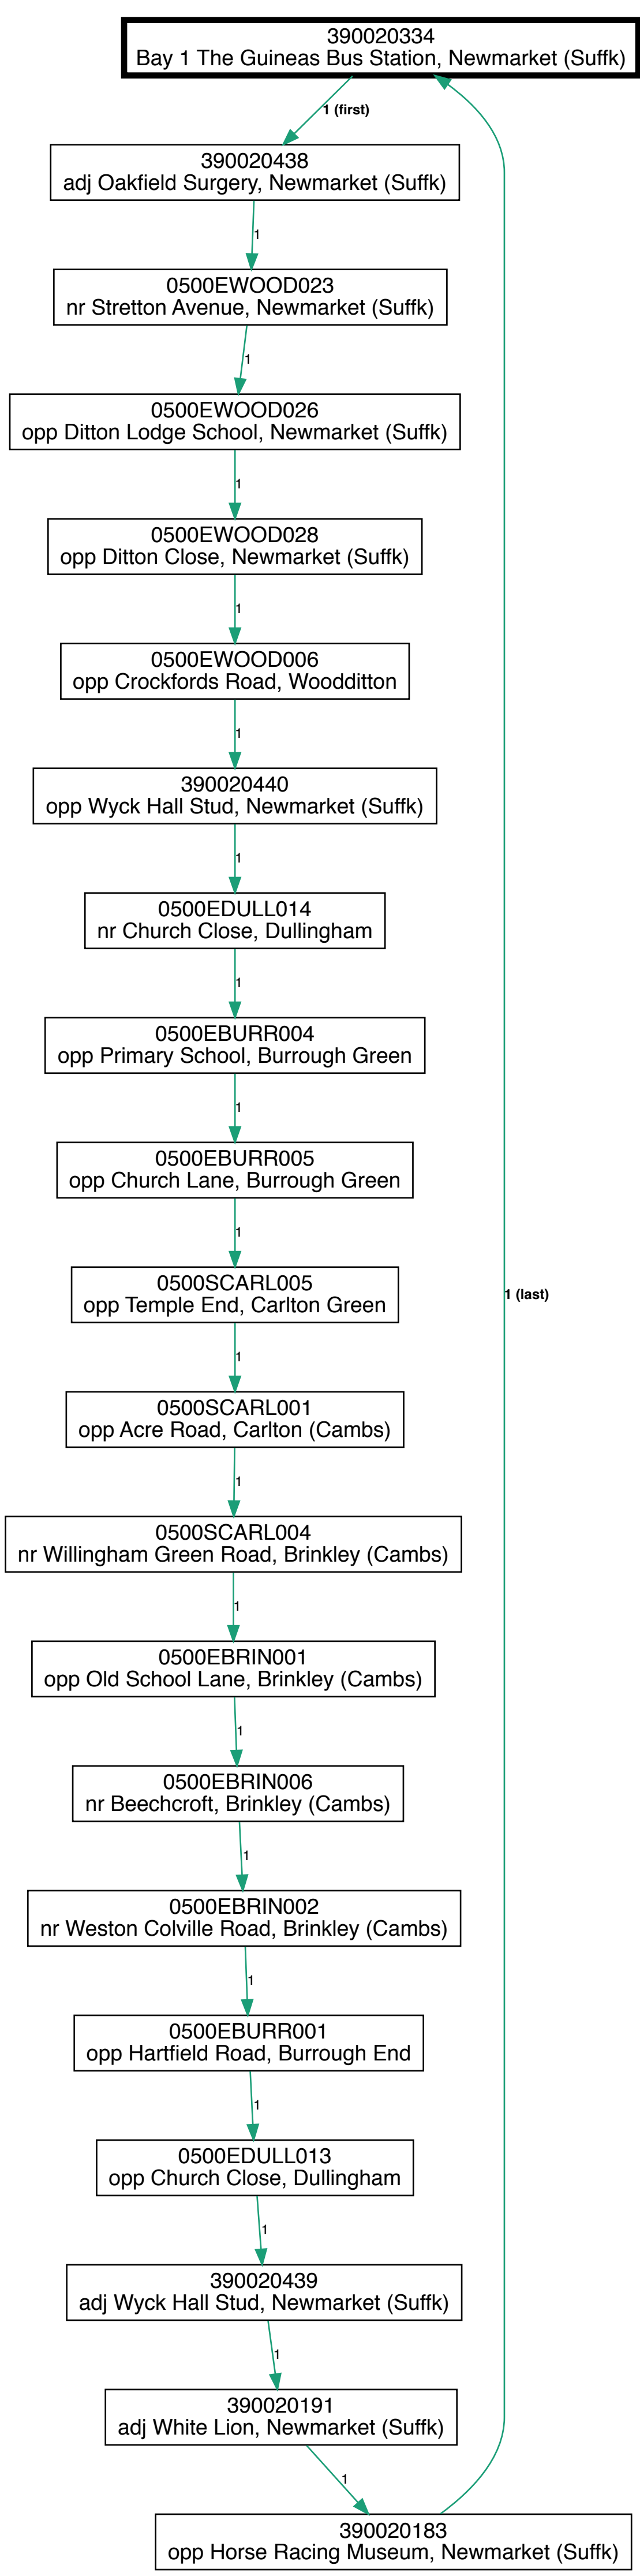 390020334
Bay 1 The Guineas Bus Station, Newmarket (Suffk)
1 (first)
390020438
adj Oakfield Surgery, Newmarket (Suffk)
1
0500EWOOD023
nr Stretton Avenue, Newmarket (Suffk)
1
0500EWOOD026
opp Ditton Lodge School, Newmarket (Suffk)
1
0500EWOOD028
opp Ditton Close, Newmarket (Suffk)
1
0500EWOOD006
opp Crockfords Road, Woodditton
1
390020440
opp Wyck Hall Stud, Newmarket (Suffk)
1
0500EDULL014
nr Church Close, Dullingham
1
0500EBURR004
opp Primary School, Burrough Green
1
0500EBURR005
opp Church Lane, Burrough Green
1
1 (last)
0500SCARL005
opp Temple End, Carlton Green
1
0500SCARL001
opp Acre Road, Carlton (Cambs)
1
0500SCARL004
nr Willingham Green Road, Brinkley (Cambs)
1
0500EBRIN001
opp Old School Lane, Brinkley (Cambs)
1
0500EBRIN006
nr Beechcroft, Brinkley (Cambs)
1
0500EBRIN002
nr Weston Colville Road, Brinkley (Cambs)
1
0500EBURR001
opp Hartfield Road, Burrough End
1
0500EDULL013
opp Church Close, Dullingham
1
390020439
adj Wyck Hall Stud, Newmarket (Suffk)
1
390020191
adj White Lion, Newmarket (Suffk)
1
390020183
opp Horse Racing Museum, Newmarket (Suffk)